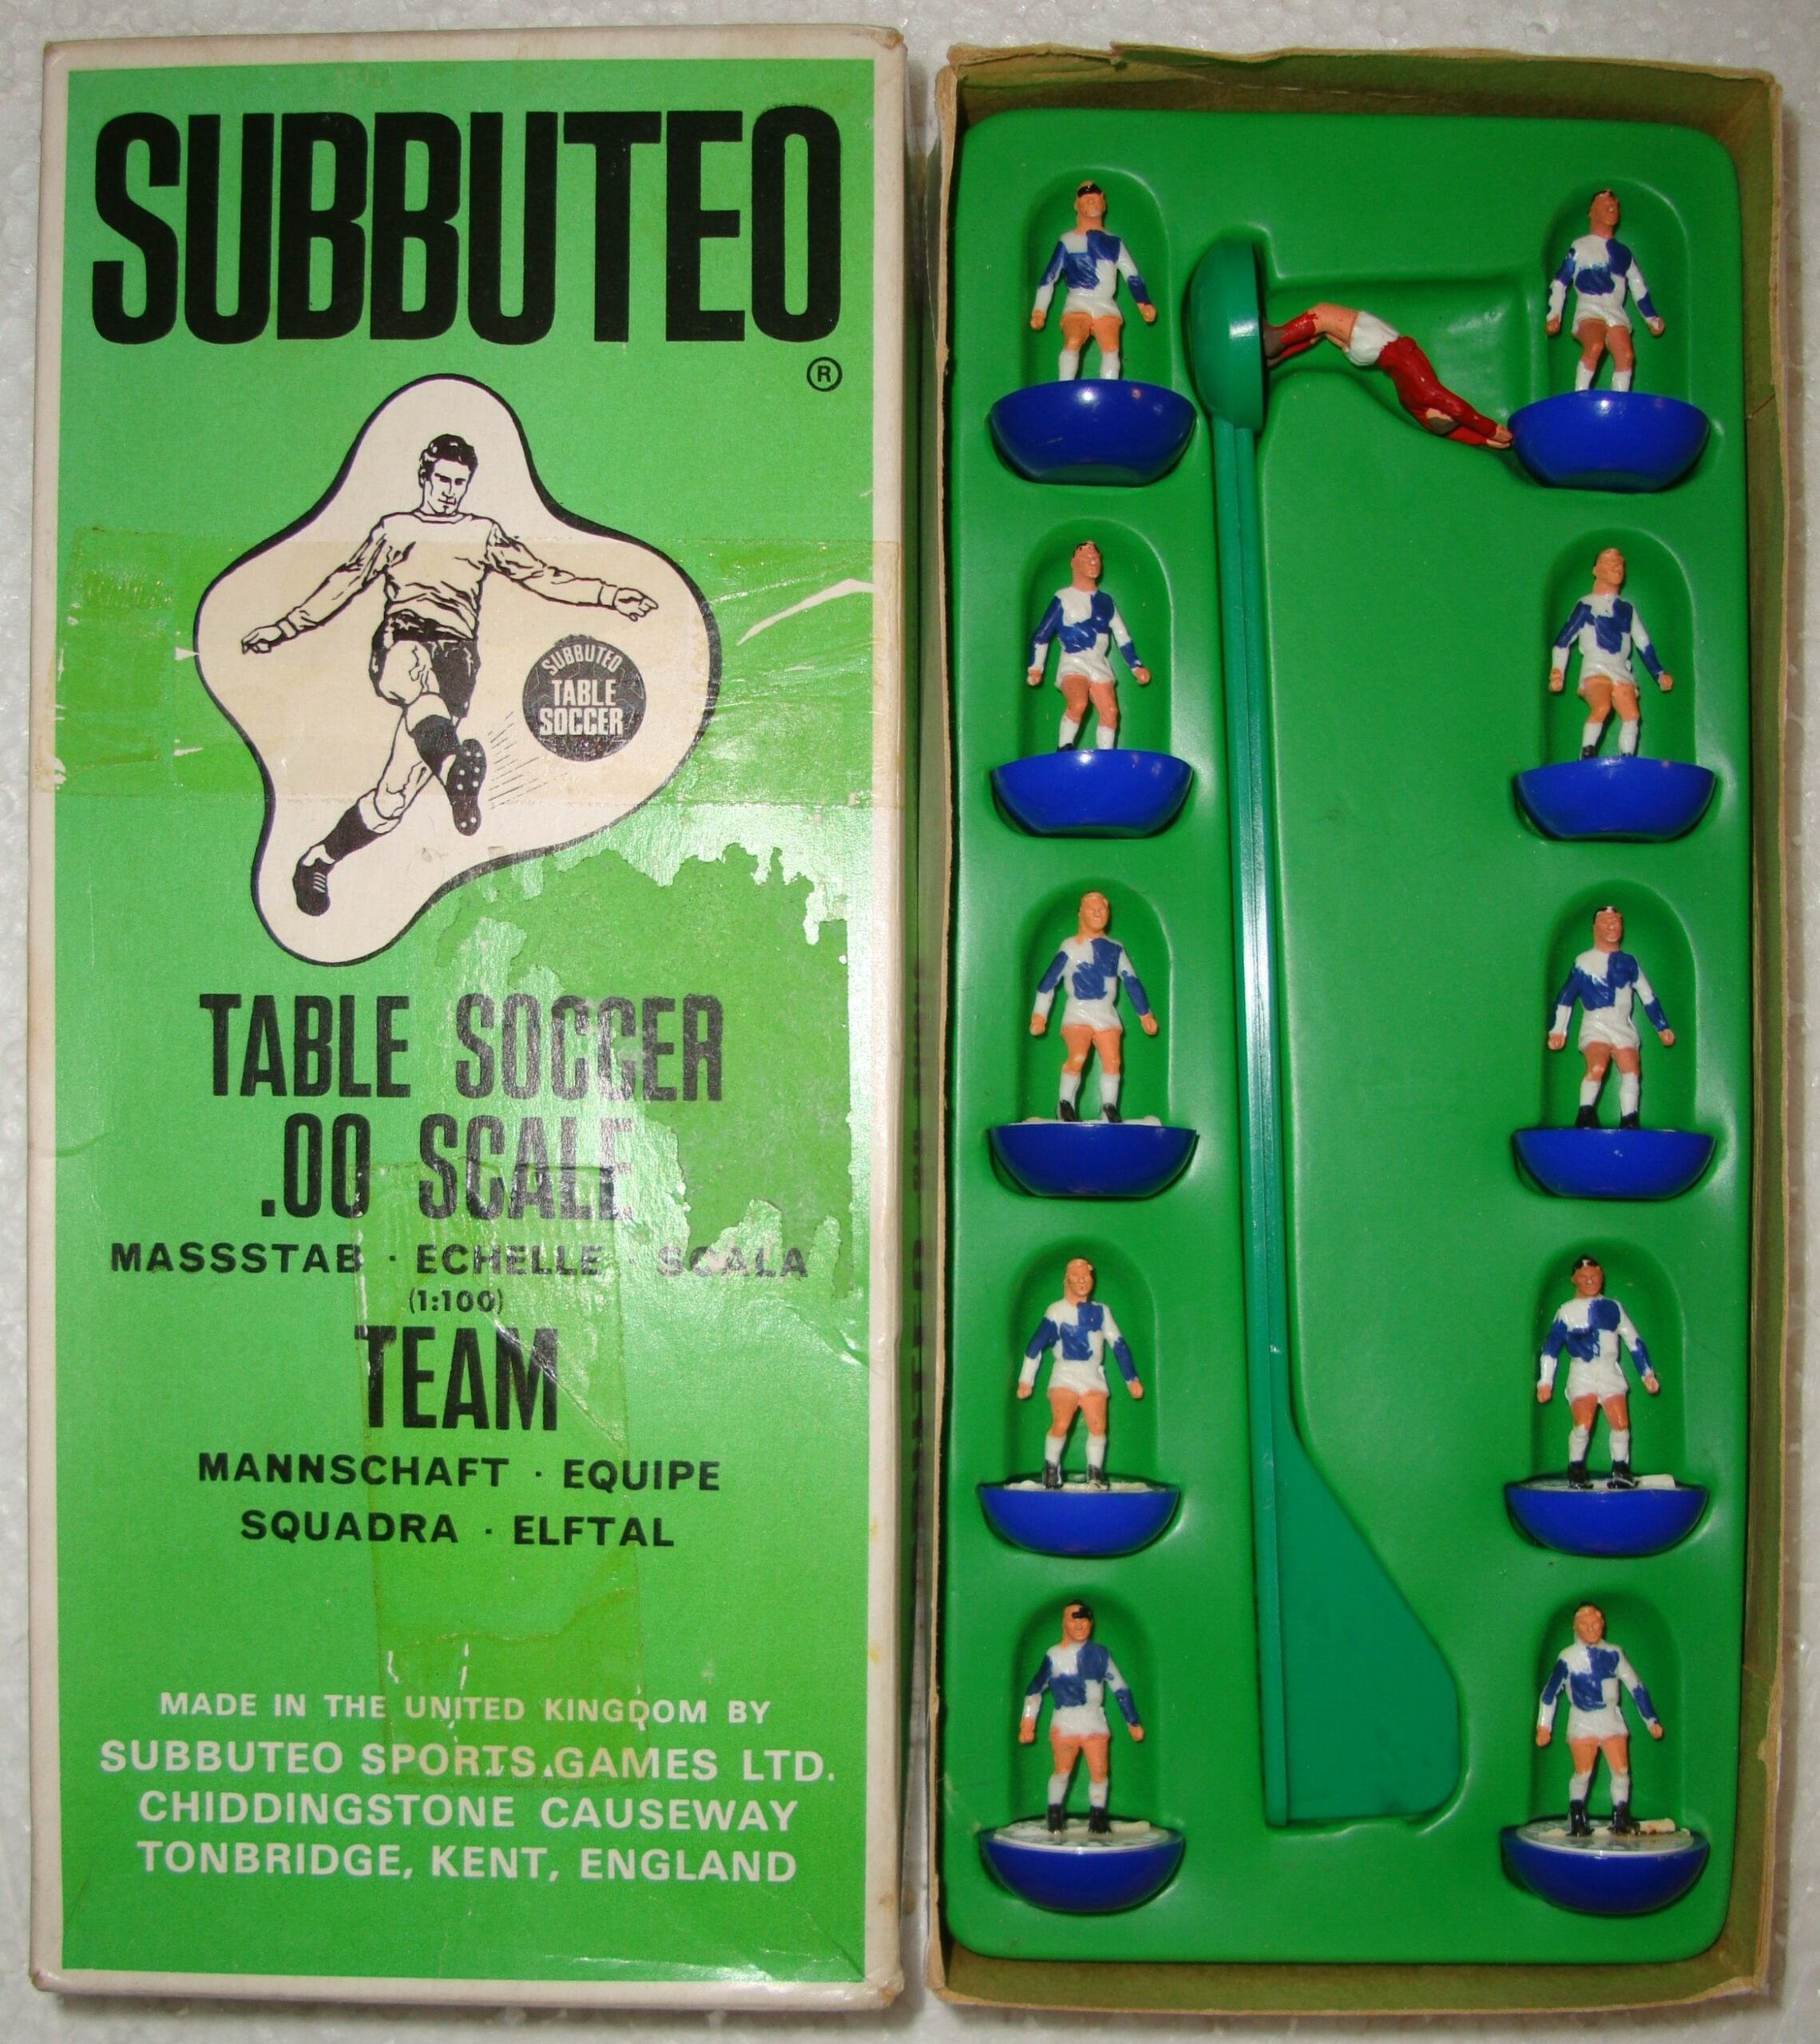 SUBBUTEO
®
SUBBUTEO
TABLE
SOCCER
TABLE SOCCER
.00 SCALE
MASSSTAB · ECHELLE · SCALA
(1:100)
TEAM
MANNSCHAFT · EQUIPE
SQUADRA · ELFTAL
MADE IN THE UNITED KINGDOM BY
SUBBUTEO SPORTS GAMES LTD.
CHIDDINGSTONE CAUSEWAY
TONBRIDGE, KENT, ENGLAND